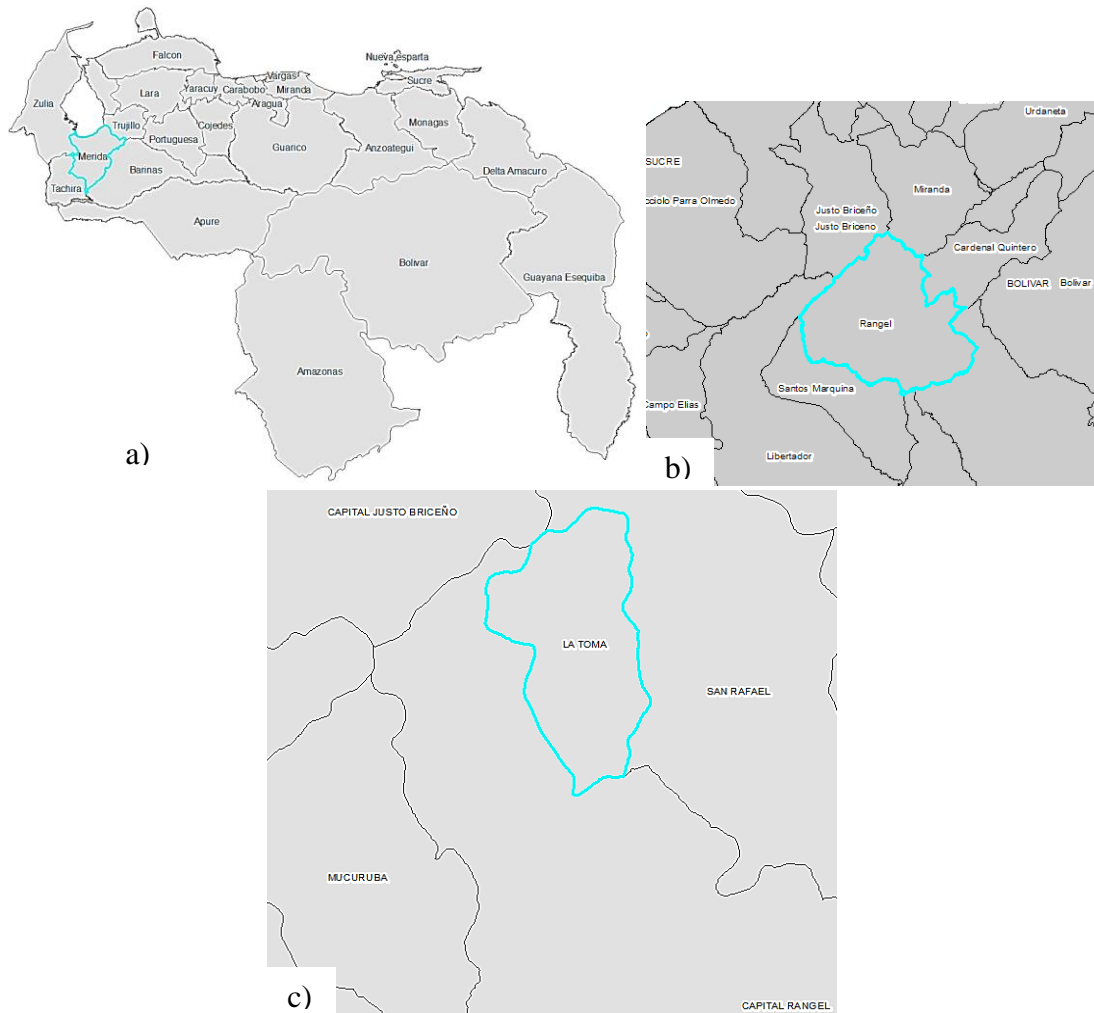 Falcon
Nueva esparta
Vargas
Sucre
Lara
Yaracuy
Carabobo
Miranda
Zulia
Aragua
Trujillo
Cojedes
Monagas
Portuguesa
Guarico
Anzoategui
Merida
Barinas
Delta Amacuro
Tachira
Apure
Bolivar
Guayana Esequiba
Amazonas
a)
Urdaneta
SUCRE
Miranda
cciolo Parra Olmedo
Justo Briceño
Justo Briceno
Cardenal Quintero
BOLIVAR Bolivar
Rangel
Santos Marquina
Campo Elias
Libertador
b)
CAPITAL JUSTO BRICEÑO
LA TOMA
SAN RAFAEL
MUCURUBA
c)
CAPITAL RANGEL